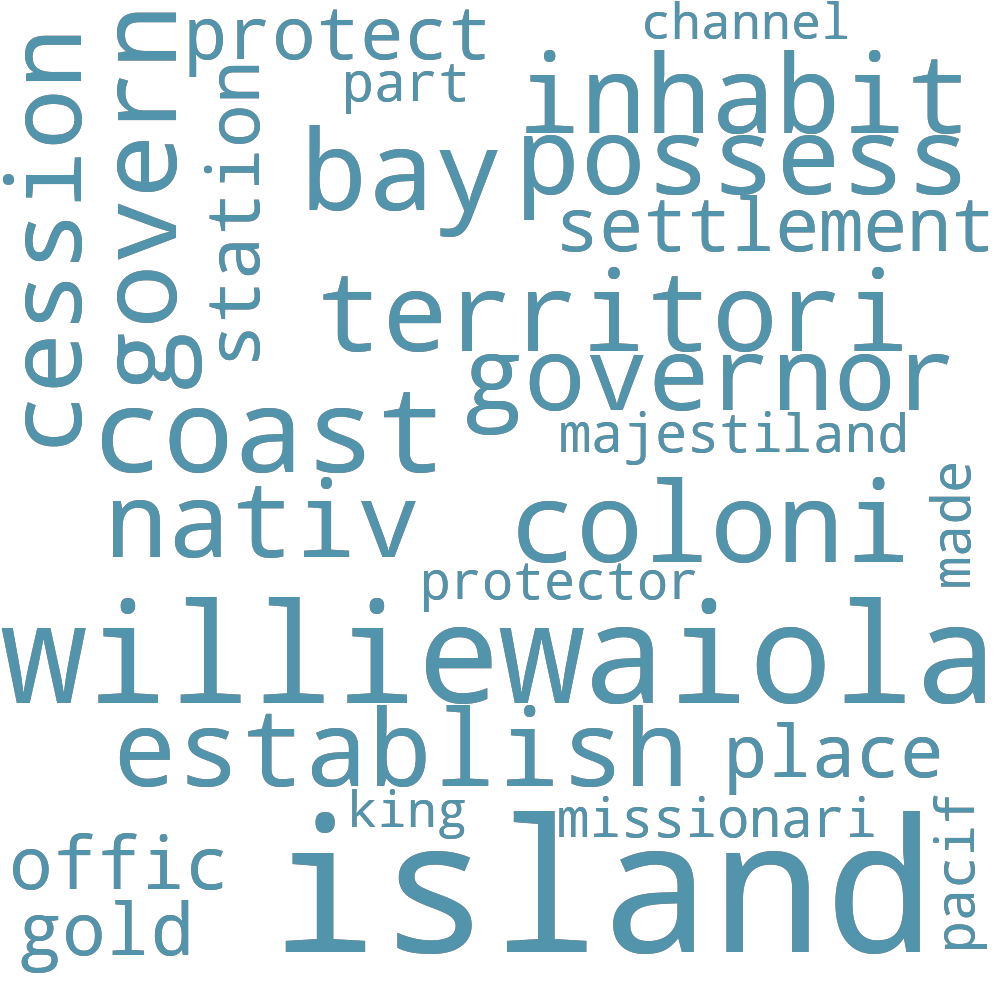 channel
protect
part
inhabit
cession
govern
station
bay
possess
settlement
territori
governor
coast
majestiland
nativ
coloni
made
protector
williewaiola
establish
place
king
missionari
pacif
offic
island
gold